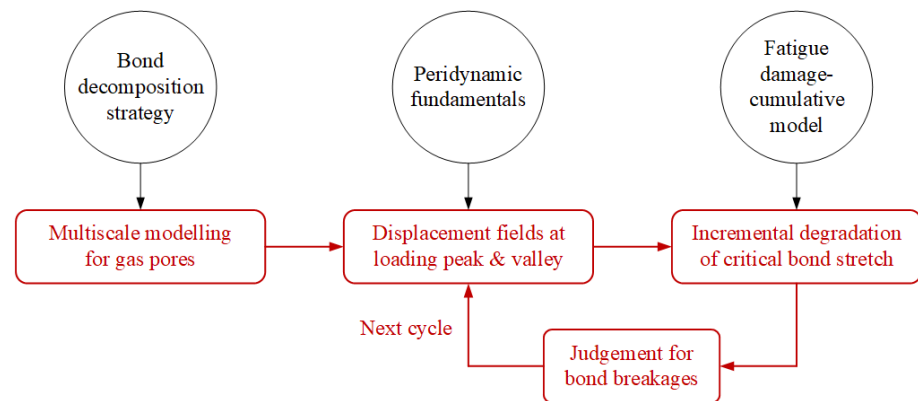 Bond
decomposition
strategy
Peridynamic
fundamentals
Fatigue
damage-
cumulative
model
Multiscale modelling
for gas pores
Displacement fields at
loading peak & valley
Incremental degradation
of critical bond stretch
Next cycle
Judgement for
bond breakages